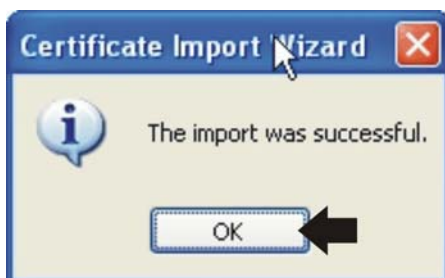 Certificate Import Wizard
The import was successful.
OK